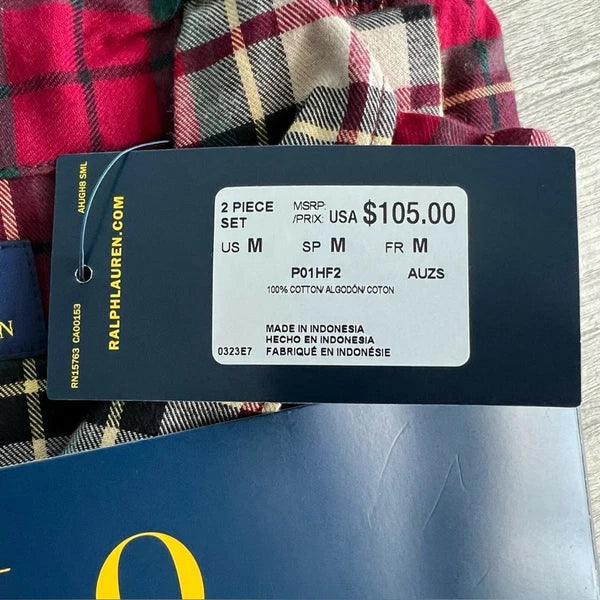 AHUGH8 SML
RALPHLAUREN.COM
RN15763 CA00153
2 PIECE SET
MSRP: /PRIX: USA $105.00
US M SP M FR M
P01HF2 AUZS
100% COTTON/ ALGODÓN/ COTON
MADE IN INDONESIA
HECHO EN INDONESIA
0323E7 FABRIQUÉ EN INDONÉSIE
N
O